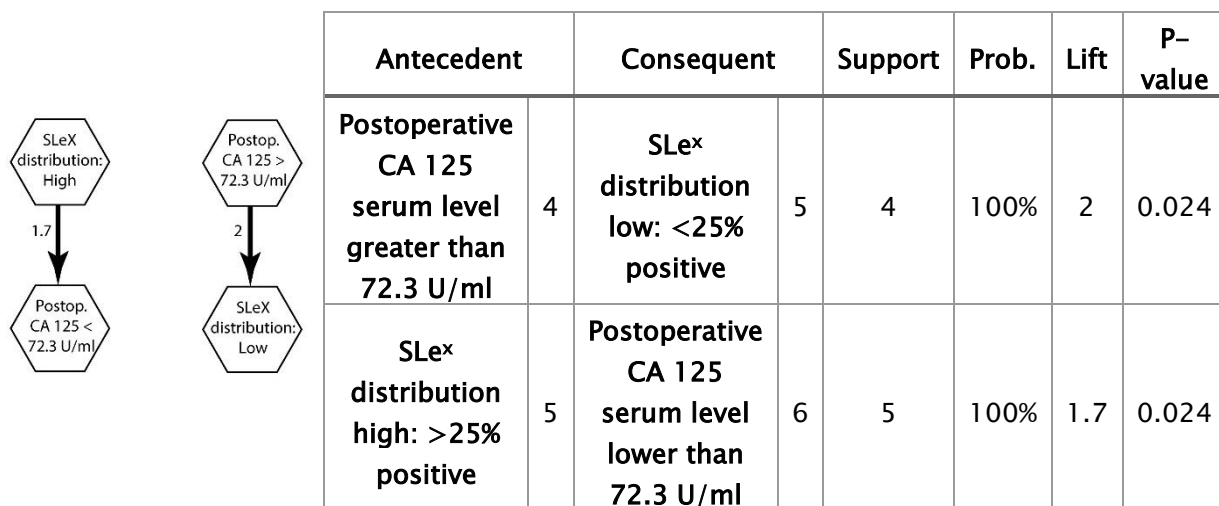 SLeX
distribution:
High
1.7
Postop.
CA 125 <
72.3 U/ml
Postop.
CA 125 >
72.3 U/ml
2
SLeX
distribution:
Low
Antecedent Consequent Support Prob. Lift P-
value
Postoperative
CA 125
serum level
greater than
72.3 U/ml
4
SLeˣ
distribution
low: <25%
positive
5 4 100% 2 0.024
SLeˣ
distribution
high: >25%
positive
5
Postoperative
CA 125
serum level
lower than
72.3 U/ml
6 5 100% 1.7 0.024